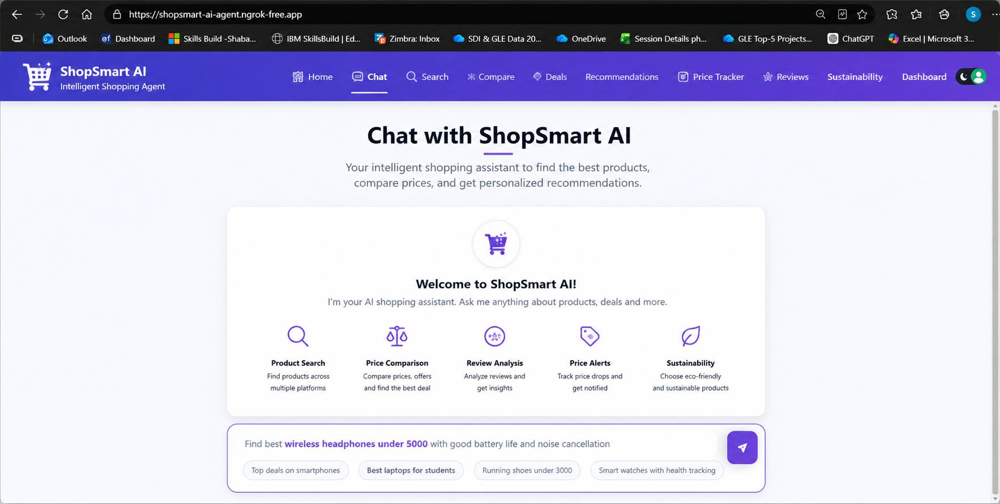 https://shopsmart-ai-agent.ngrok-free.app
S
Outlook
ef Dashboard
Skills Build -Shaba...
IBM SkillsBuild | Ed...
Zimbra: Inbox
SDI & GLE Data 20...
OneDrive
Session Details ph...
GLE Top-5 Projects...
ChatGPT
Excel | Microsoft 3...
ShopSmart AI
Intelligent Shopping Agent
Home
Chat
Search
Compare
Deals
Recommendations
Price Tracker
Reviews
Sustainability
Dashboard
Chat with ShopSmart AI
Your intelligent shopping assistant to find the best products,
compare prices, and get personalized recommendations.
Welcome to ShopSmart AI!
I'm your AI shopping assistant. Ask me anything about products, deals and more.
Product Search
Find products across
multiple platforms
Price Comparison
Compare prices, offers
and find the best deal
Review Analysis
Analyze reviews and
get insights
Price Alerts
Track price drops and
get notified
Sustainability
Choose eco-friendly
and sustainable products
Find best wireless headphones under 5000 with good battery life and noise cancellation
Top deals on smartphones
Best laptops for students
Running shoes under 3000
Smart watches with health tracking